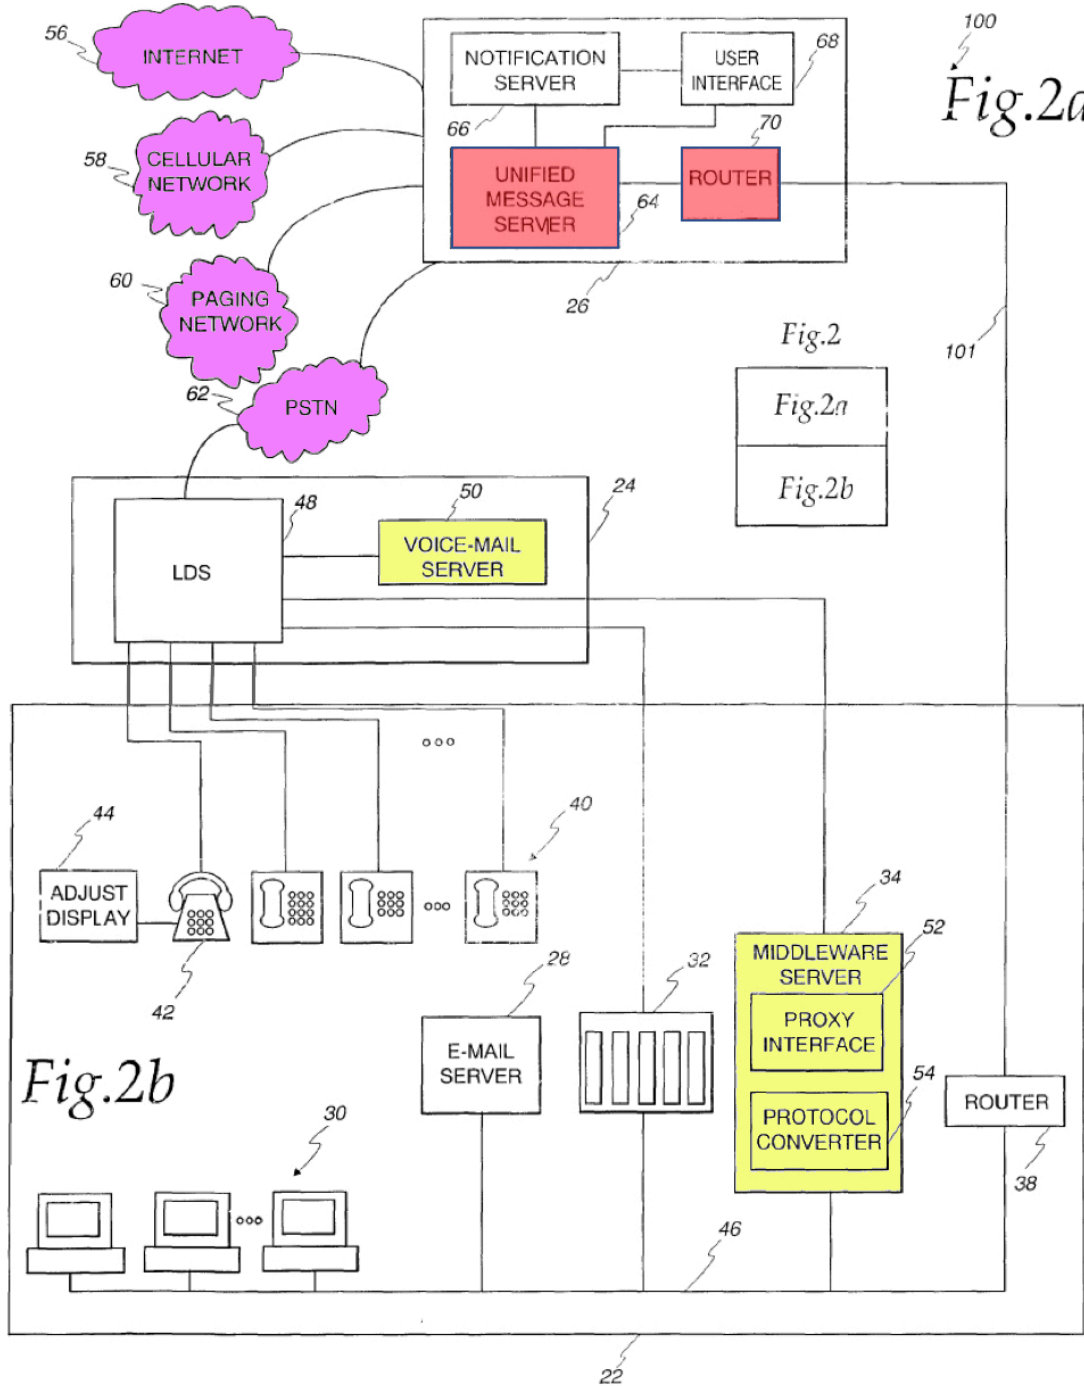 56
INTERNET
NOTIFICATION
SERVER
66
USER
INTERFACE
68
100
Fig.2a
58
CELLULAR
NETWORK
UNIFIED
MESSAGE
SERVER
64
70
ROUTER
60
PAGING
NETWORK
26
62
PSTN
101
Fig.2
Fig.2a
Fig.2b
48
LDS
50
VOICE-MAIL
SERVER
24
44
ADJUST
DISPLAY
42
40
28
E-MAIL
SERVER
32
34
MIDDLEWARE
SERVER
52
PROXY
INTERFACE
54
PROTOCOL
CONVERTER
ROUTER
38
Fig.2b
30
46
22